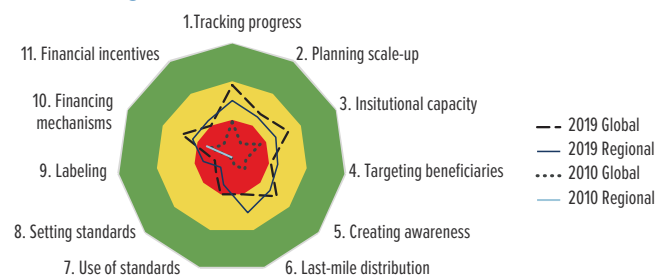 1.Tracking progress
2. Planning scale-up
3. Insitutional capacity
4. Targeting beneficiaries
5. Creating awareness
6. Last-mile distribution
7. Use of standards
8. Setting standards
9. Labeling
10. Financing
mechanisms
11. Financial incentives
2019 Global
2019 Regional
2010 Global
2010 Regional